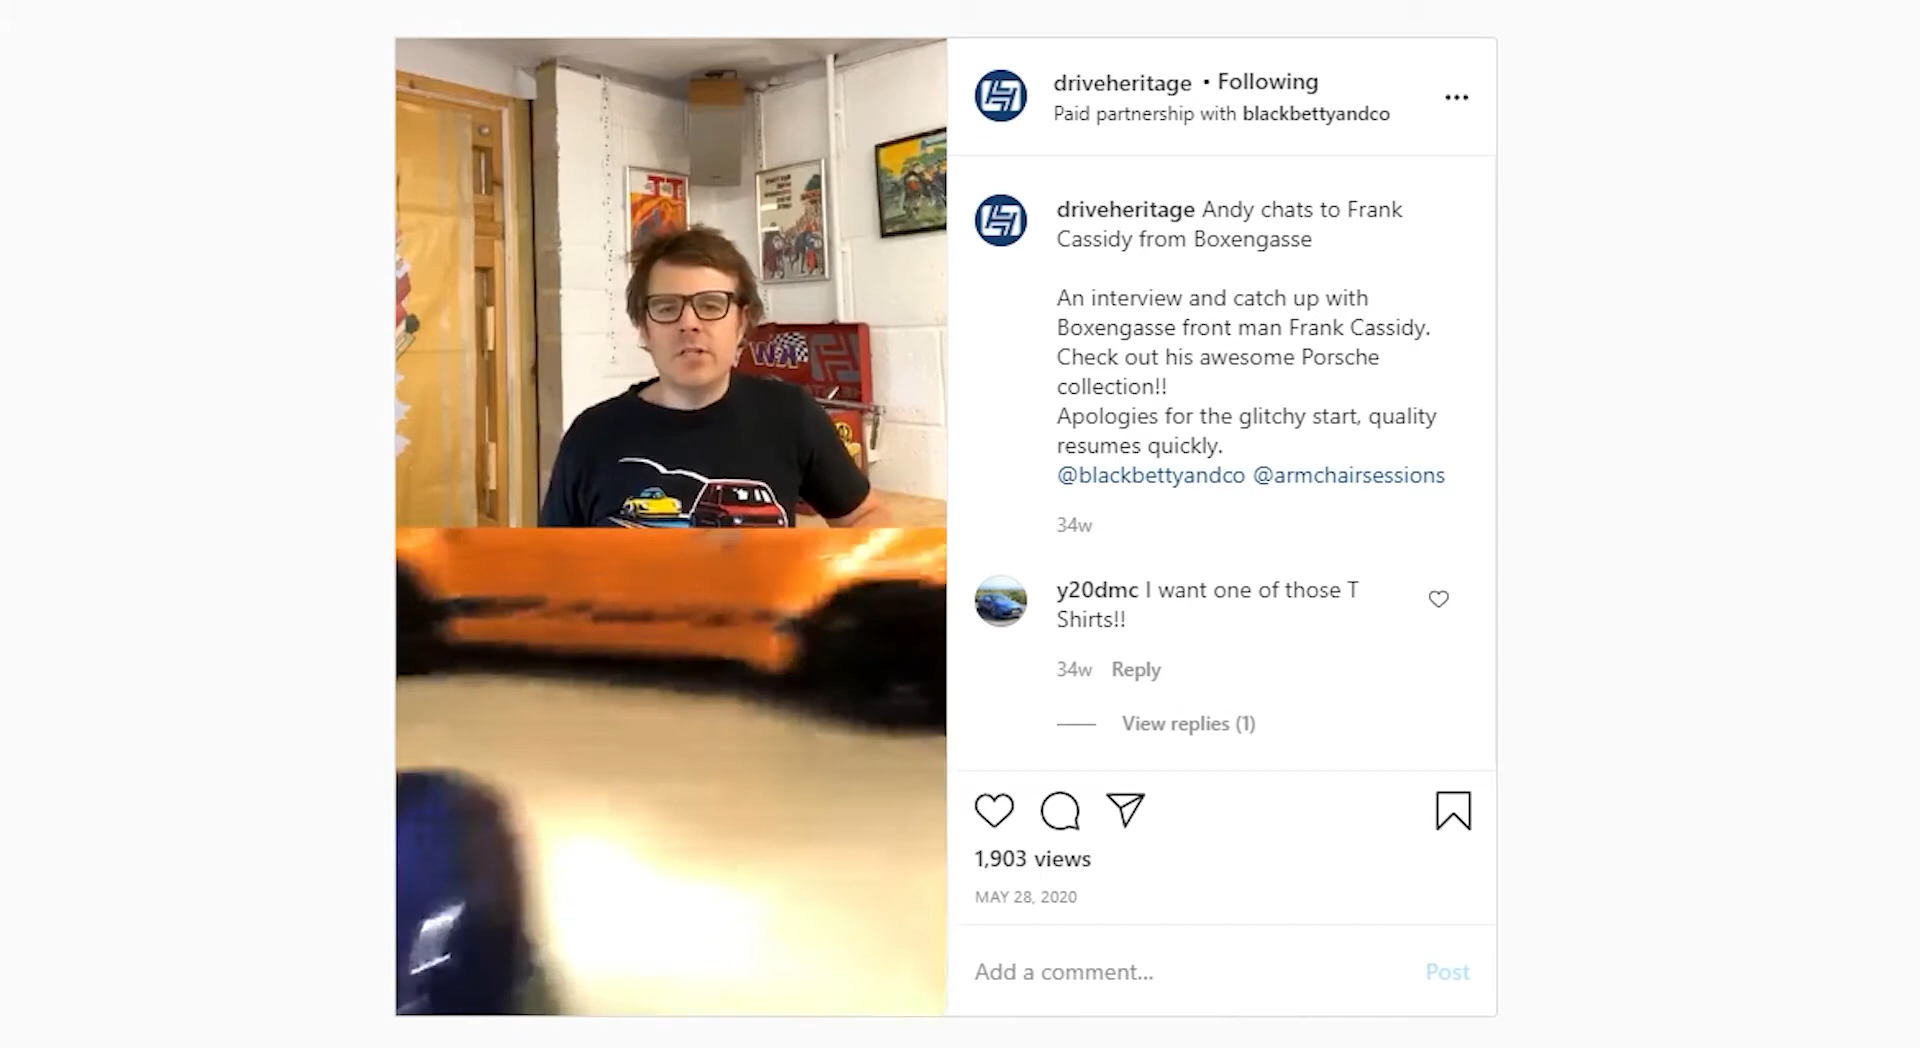 driveheritage • Following
Paid partnership with blackbettyandco
driveheritage Andy chats to Frank
Cassidy from Boxengasse
An interview and catch up with
Boxengasse front man Frank Cassidy.
Check out his awesome Porsche
collection!!
Apologies for the glitchy start, quality
resumes quickly.
@blackbettyandco @armchairsessions
34w
y20dmc I want one of those T
Shirts!!
34w Reply
View replies (1)
1,903 views
MAY 28, 2020
Add a comment...
Post
TT